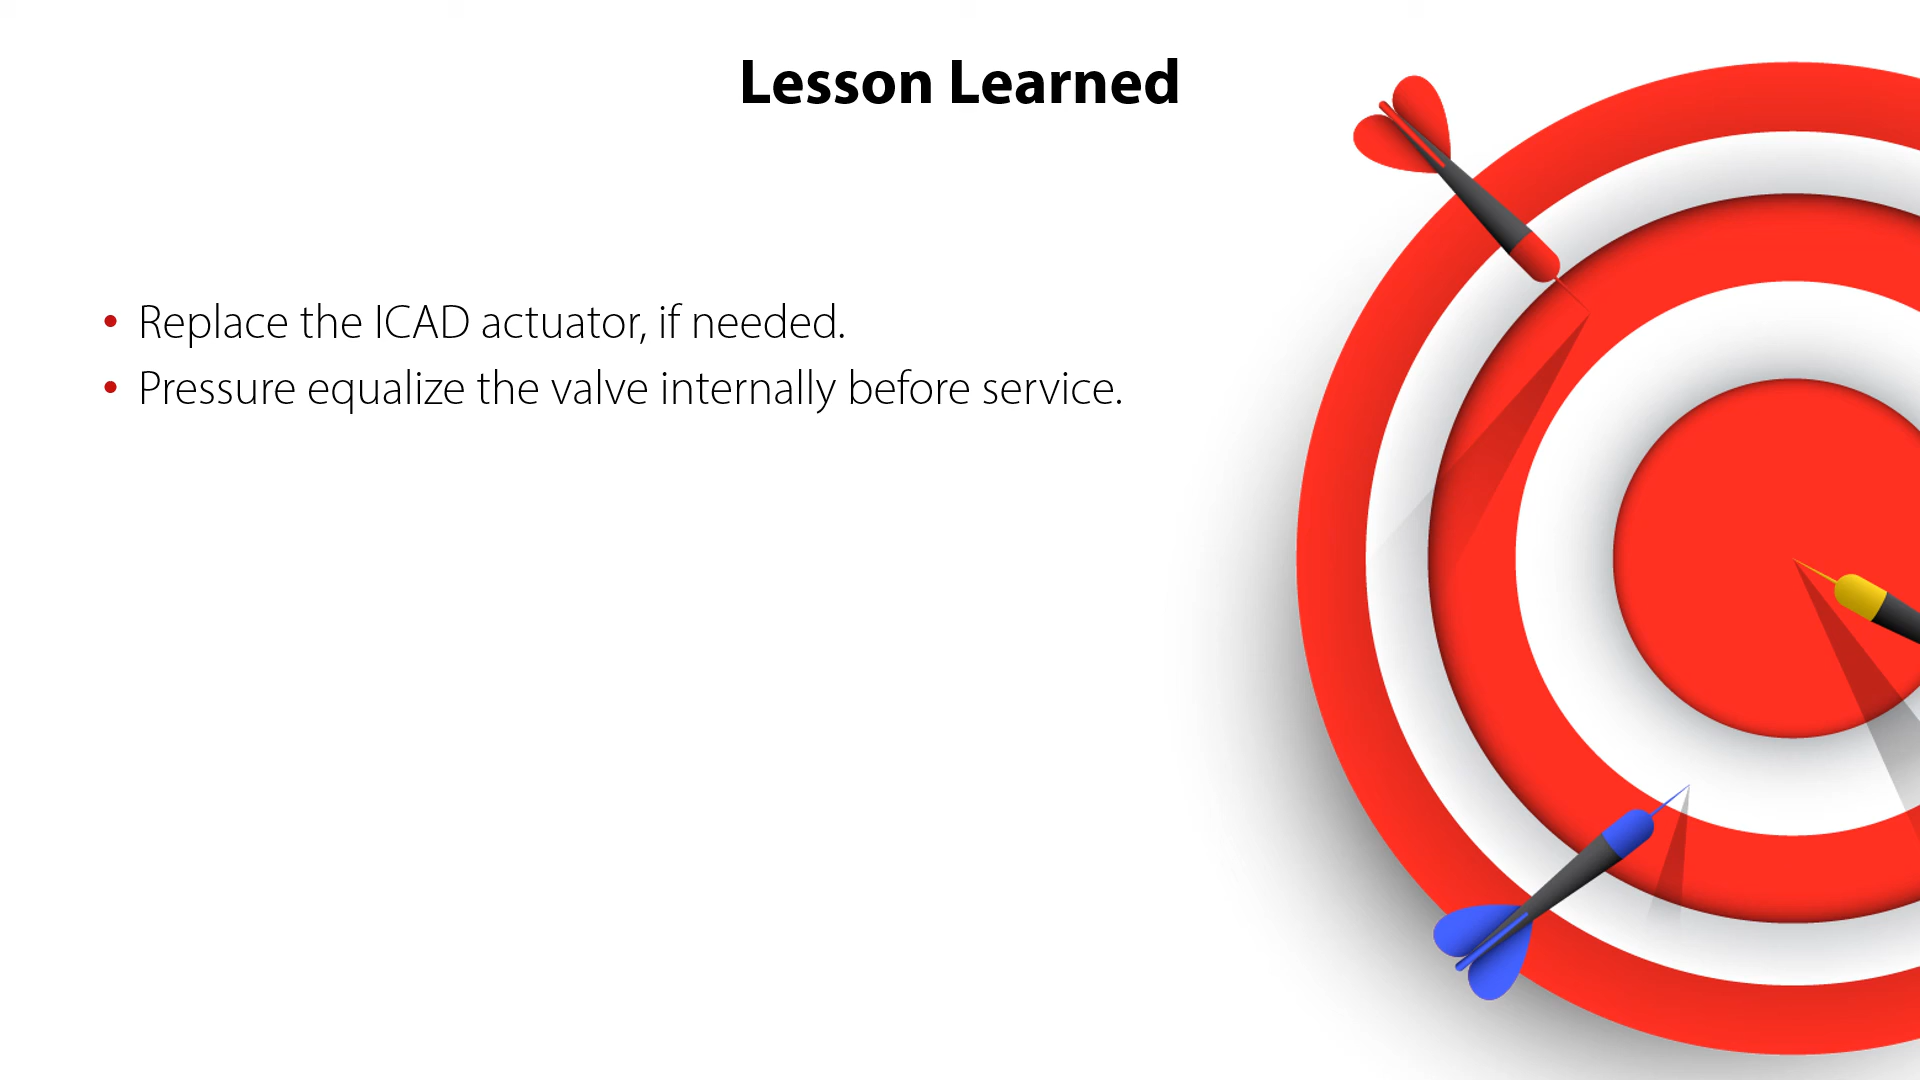 Lesson Learned
• Replace the ICAD actuator, if needed.
• Pressure equalize the valve internally before service.